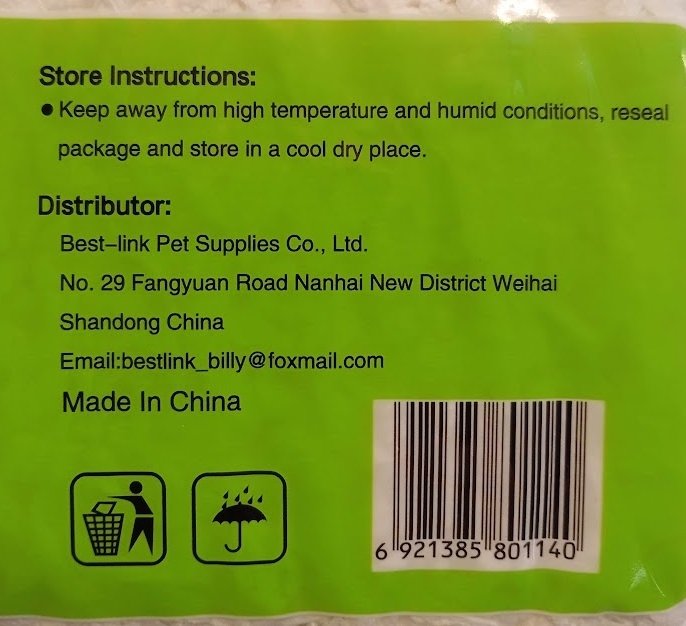 Store Instructions:
● Keep away from high temperature and humid conditions, reseal
package and store in a cool dry place.
Distributor:
Best-link Pet Supplies Co., Ltd.
No. 29 Fangyuan Road Nanhai New District Weihai
Shandong China
Email:bestlink_billy@foxmail.com
Made In China
6 921385 801140